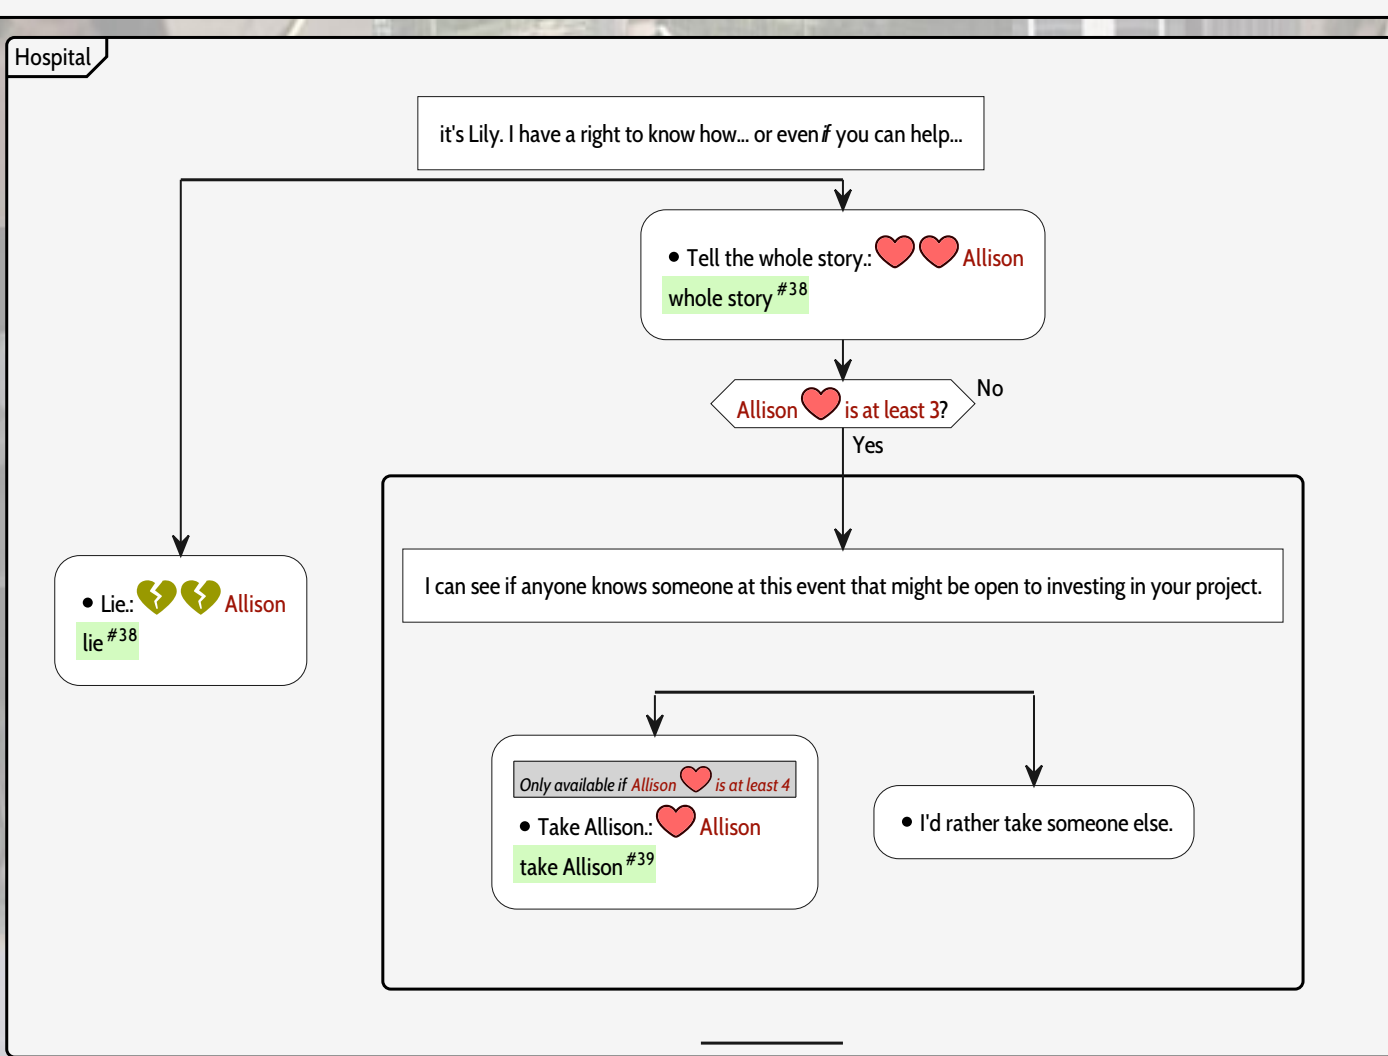 Hospital
it's Lily. I have a right to know how... or even if you can help...
• Tell the whole story.: Allison
whole story #38
Allison is at least 3?
No
Yes
I can see if anyone knows someone at this event that might be open to investing in your project.
• Lie.: Allison
lie #38
Only available if Allison is at least 4
• Take Allison.: Allison
take Allison #39
• I'd rather take someone else.